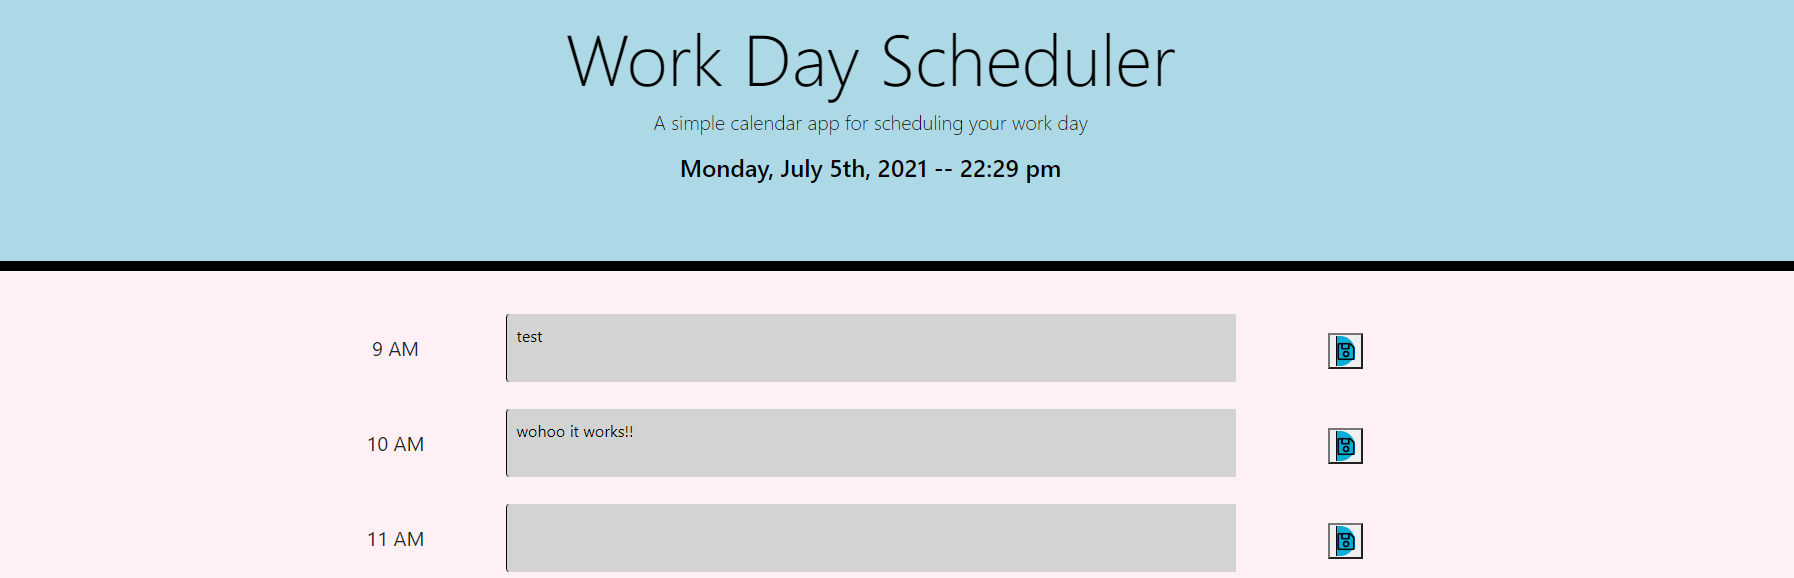 Work Day Scheduler
A simple calendar app for scheduling your work day
Monday, July 5th, 2021 -- 22:29 pm
9 AM
test
10 AM
wohoo it works!!
11 AM